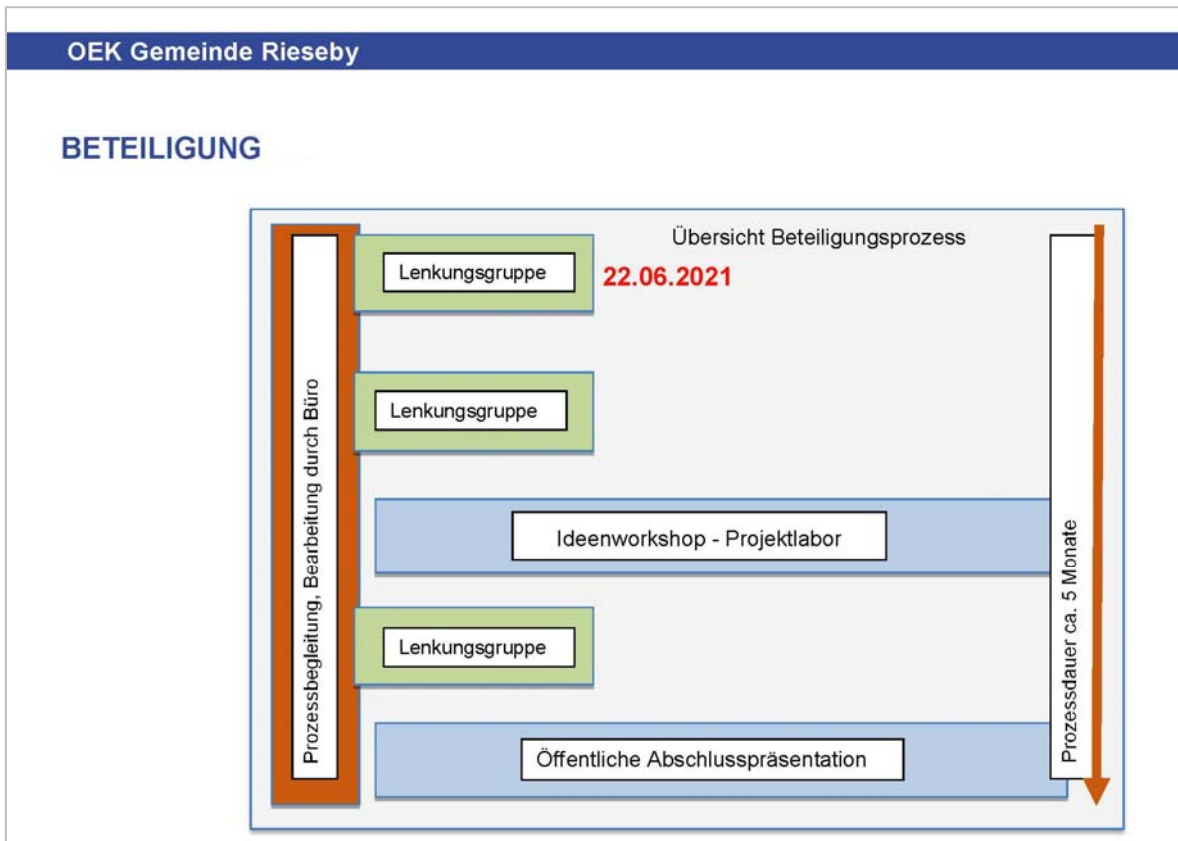 OEK Gemeinde Rieseby
BETEILIGUNG
Übersicht Beteiligungsprozess
Lenkungsgruppe
22.06.2021
Lenkungsgruppe
Ideenworkshop - Projektlabor
Lenkungsgruppe
Öffentliche Abschlusspräsentation
Prozessbegleitung, Bearbeitung durch Büro
Prozessdauer ca. 5 Monate